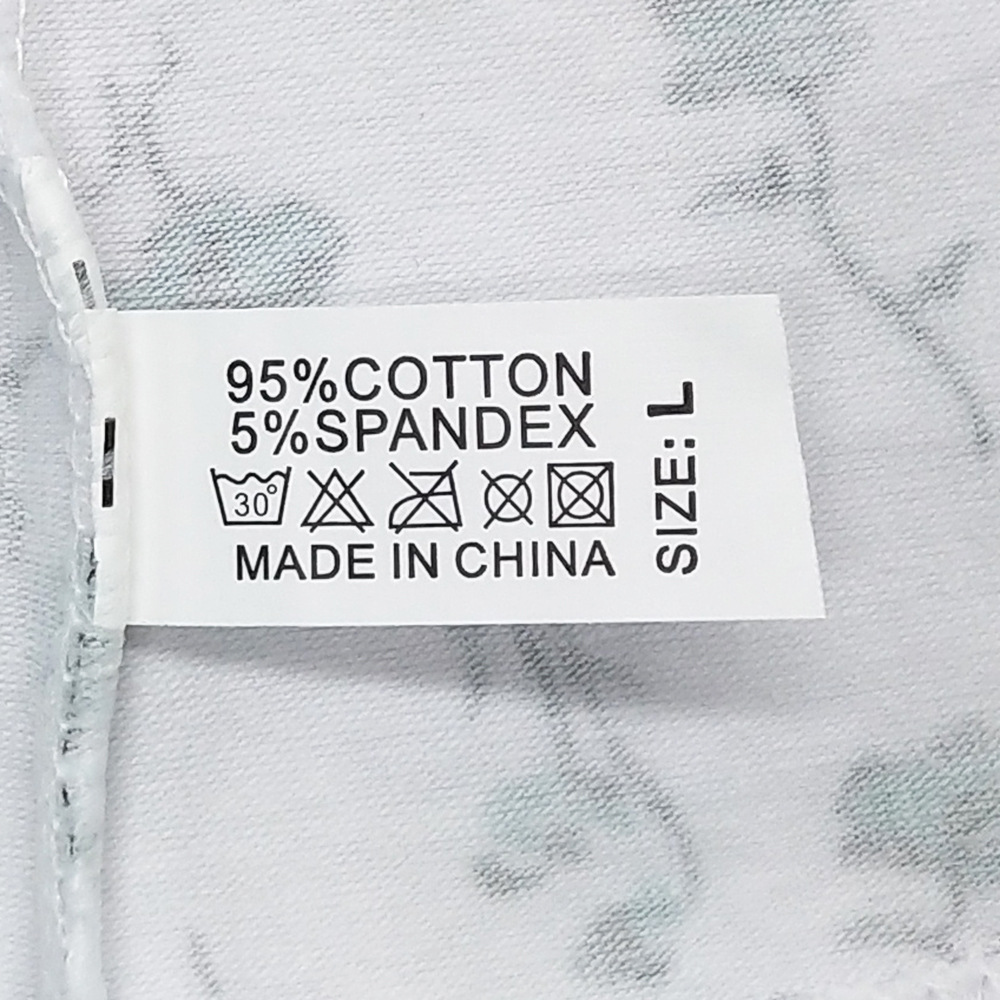 95%COTTON
5%SPANDEX
30°
MADE IN CHINA
SIZE: L